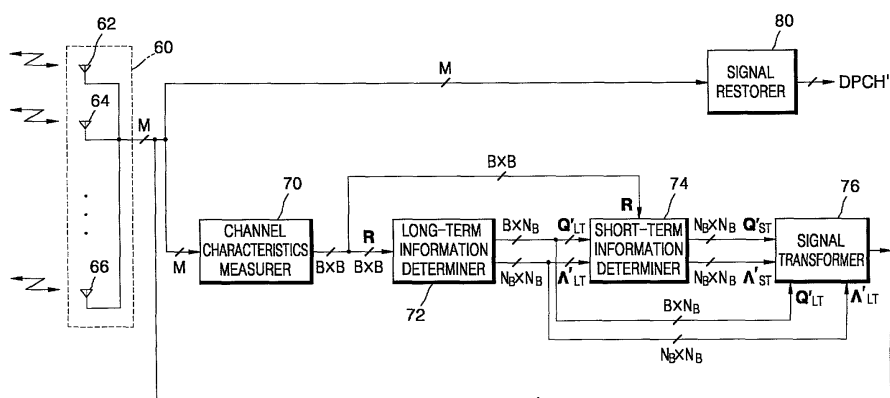 62
60
80
M
SIGNAL
RESTORER
DPCH'
64
M
B×B
74
76
70
R
CHANNEL
CHARACTERISTICS
MEASURER
M
B×B
R
B×B
LONG-TERM
INFORMATION
DETERMINER
72
B×N_B
Q'_LT
N_B×N_B
Λ'_LT
SHORT-TERM
INFORMATION
DETERMINER
N_B×N_B
Q'_ST
N_B×N_B
Λ'_ST
SIGNAL
TRANSFORMER
66
Q'_LT
Λ'_LT
B×N_B
N_B×N_B